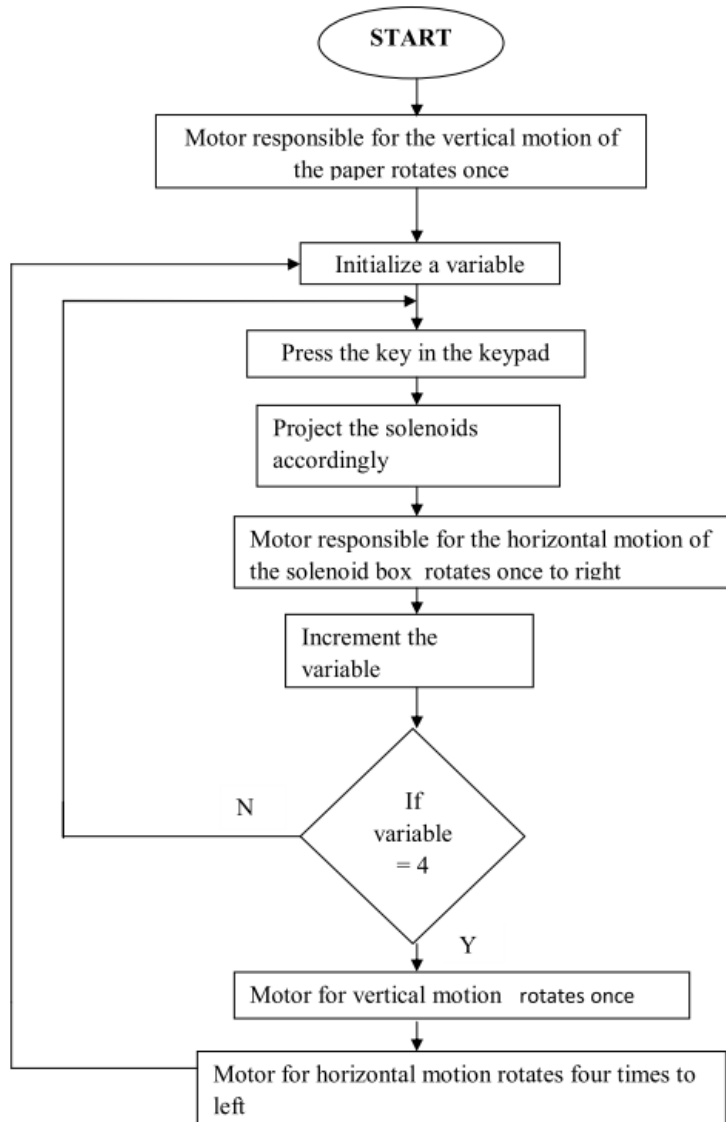 START
Motor responsible for the vertical motion of
the paper rotates once
Initialize a variable
Press the key in the keypad
Project the solenoids
accordingly
Motor responsible for the horizontal motion of
the solenoid box rotates once to right
Increment the
variable
N
If
variable
= 4
Y
Motor for vertical motion rotates once
Motor for horizontal motion rotates four times to
left